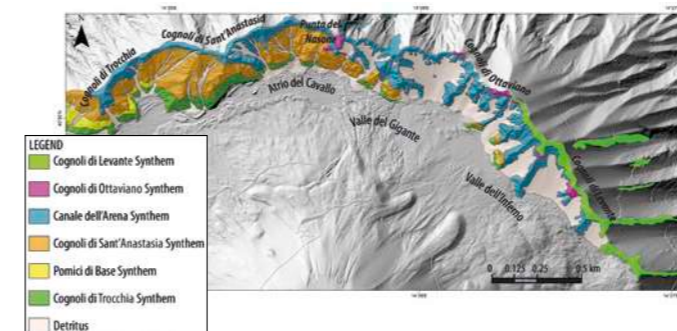 Cognoli di Trocchia
Cognoli di Sant'Anastasia
Punta del
Nasone
Cognoli di Ottaviano
Atrio del Cavallo
Valle del Gigante
Valle dell'Inferno
Cognoli di Levante
0 0.125 0.25 0.5 km
LEGEND
Cognoli di Levante Synthem
Cognoli di Ottaviano Synthem
Canale dell'Arena Synthem
Cognoli di Sant'Anastasia Synthem
Pomici di Base Synthem
Cognoli di Trocchia Synthem
Detritus